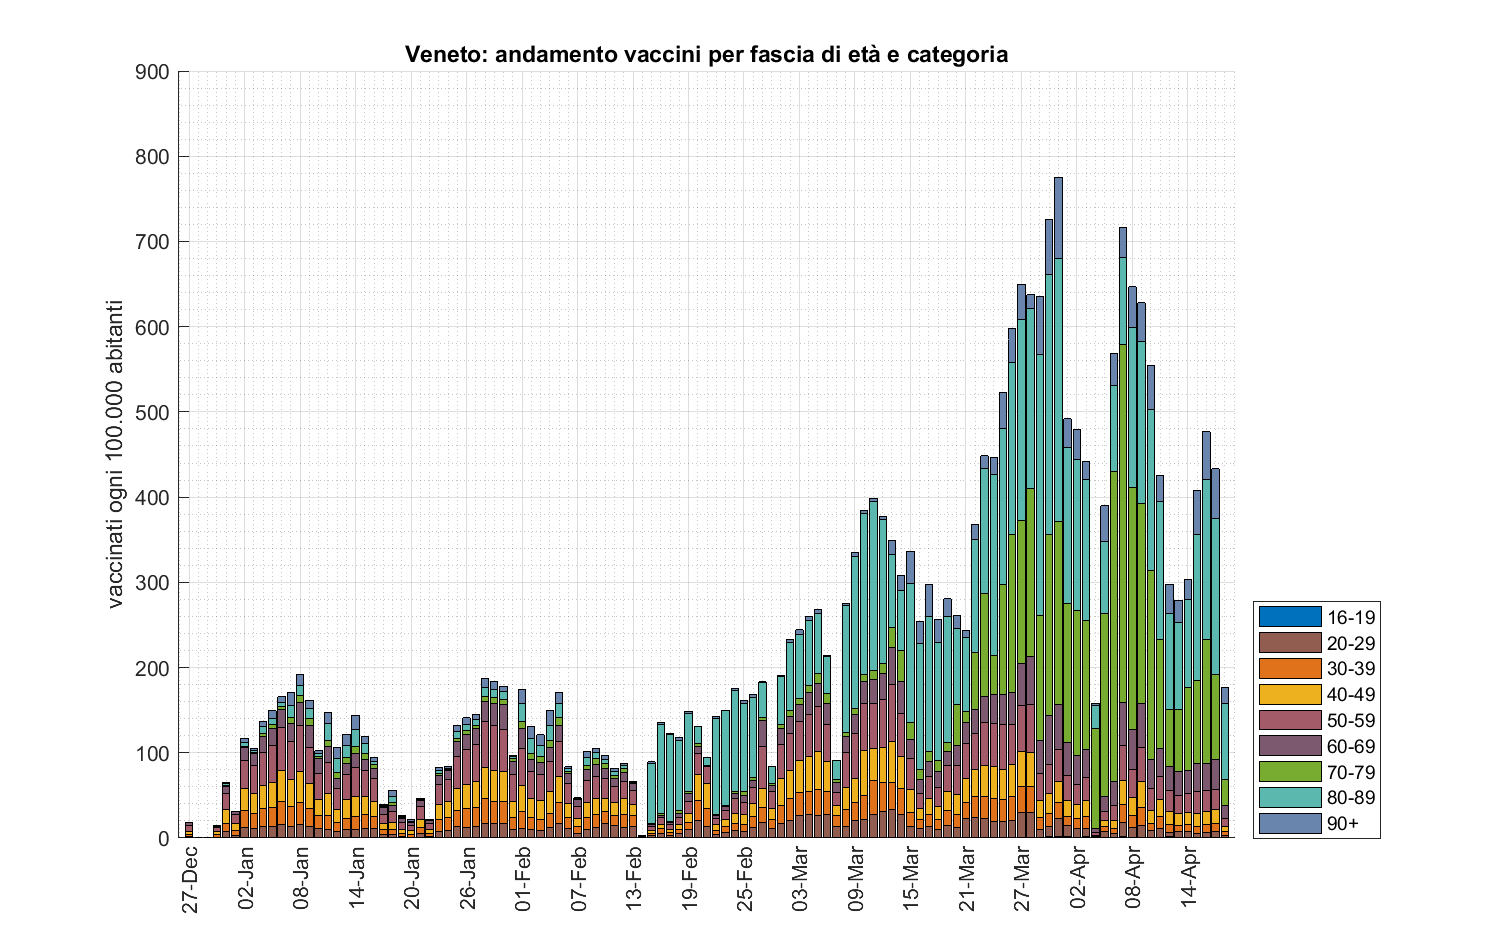 Veneto: andamento vaccini per fascia di età e categoria
900
800
700
600
500
400
300
200
100
0
vaccinati ogni 100.000 abitanti
27-Dec
02-Jan
08-Jan
14-Jan
20-Jan
26-Jan
01-Feb
07-Feb
13-Feb
19-Feb
25-Feb
03-Mar
09-Mar
15-Mar
21-Mar
27-Mar
02-Apr
08-Apr
14-Apr
16-19
20-29
30-39
40-49
50-59
60-69
70-79
80-89
90+